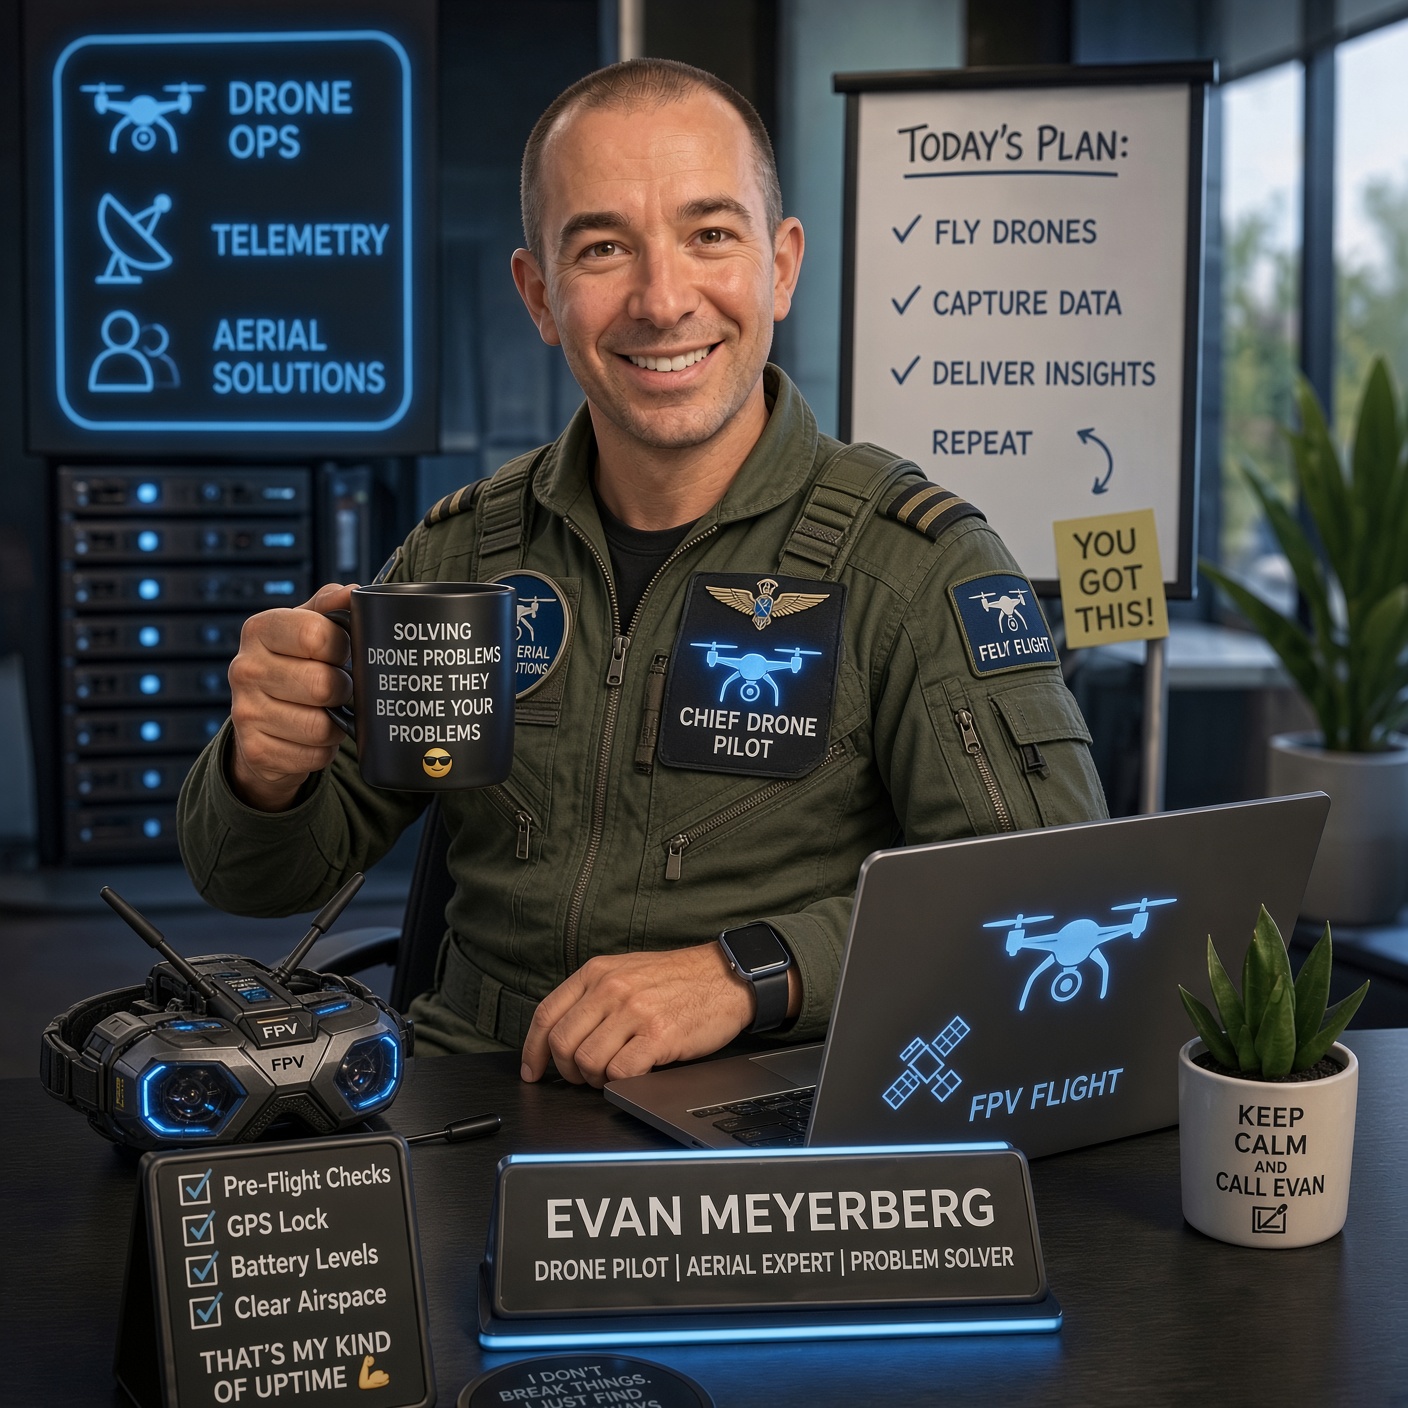 DRONE
OPS
TELEMETRY
AERIAL
SOLUTIONS
TODAY'S PLAN:
FLY DRONES
CAPTURE DATA
DELIVER INSIGHTS
REPEAT
YOU
GOT
THIS!
SOLVING
DRONE PROBLEMS
BEFORE THEY
BECOME YOUR
PROBLEMS
ERIAL
UTIONS
CHIEF DRONE
PILOT
FELY FLIGHT
FPV
FPV
FPV FLIGHT
KEEP
CALM
AND
CALL EVAN
Pre-Flight Checks
GPS Lock
Battery Levels
Clear Airspace
THAT'S MY KIND
OF UPTIME
EVAN MEYERBERG
DRONE PILOT | AERIAL EXPERT | PROBLEM SOLVER
I DON'T
BREAK THINGS.
I JUST FIND